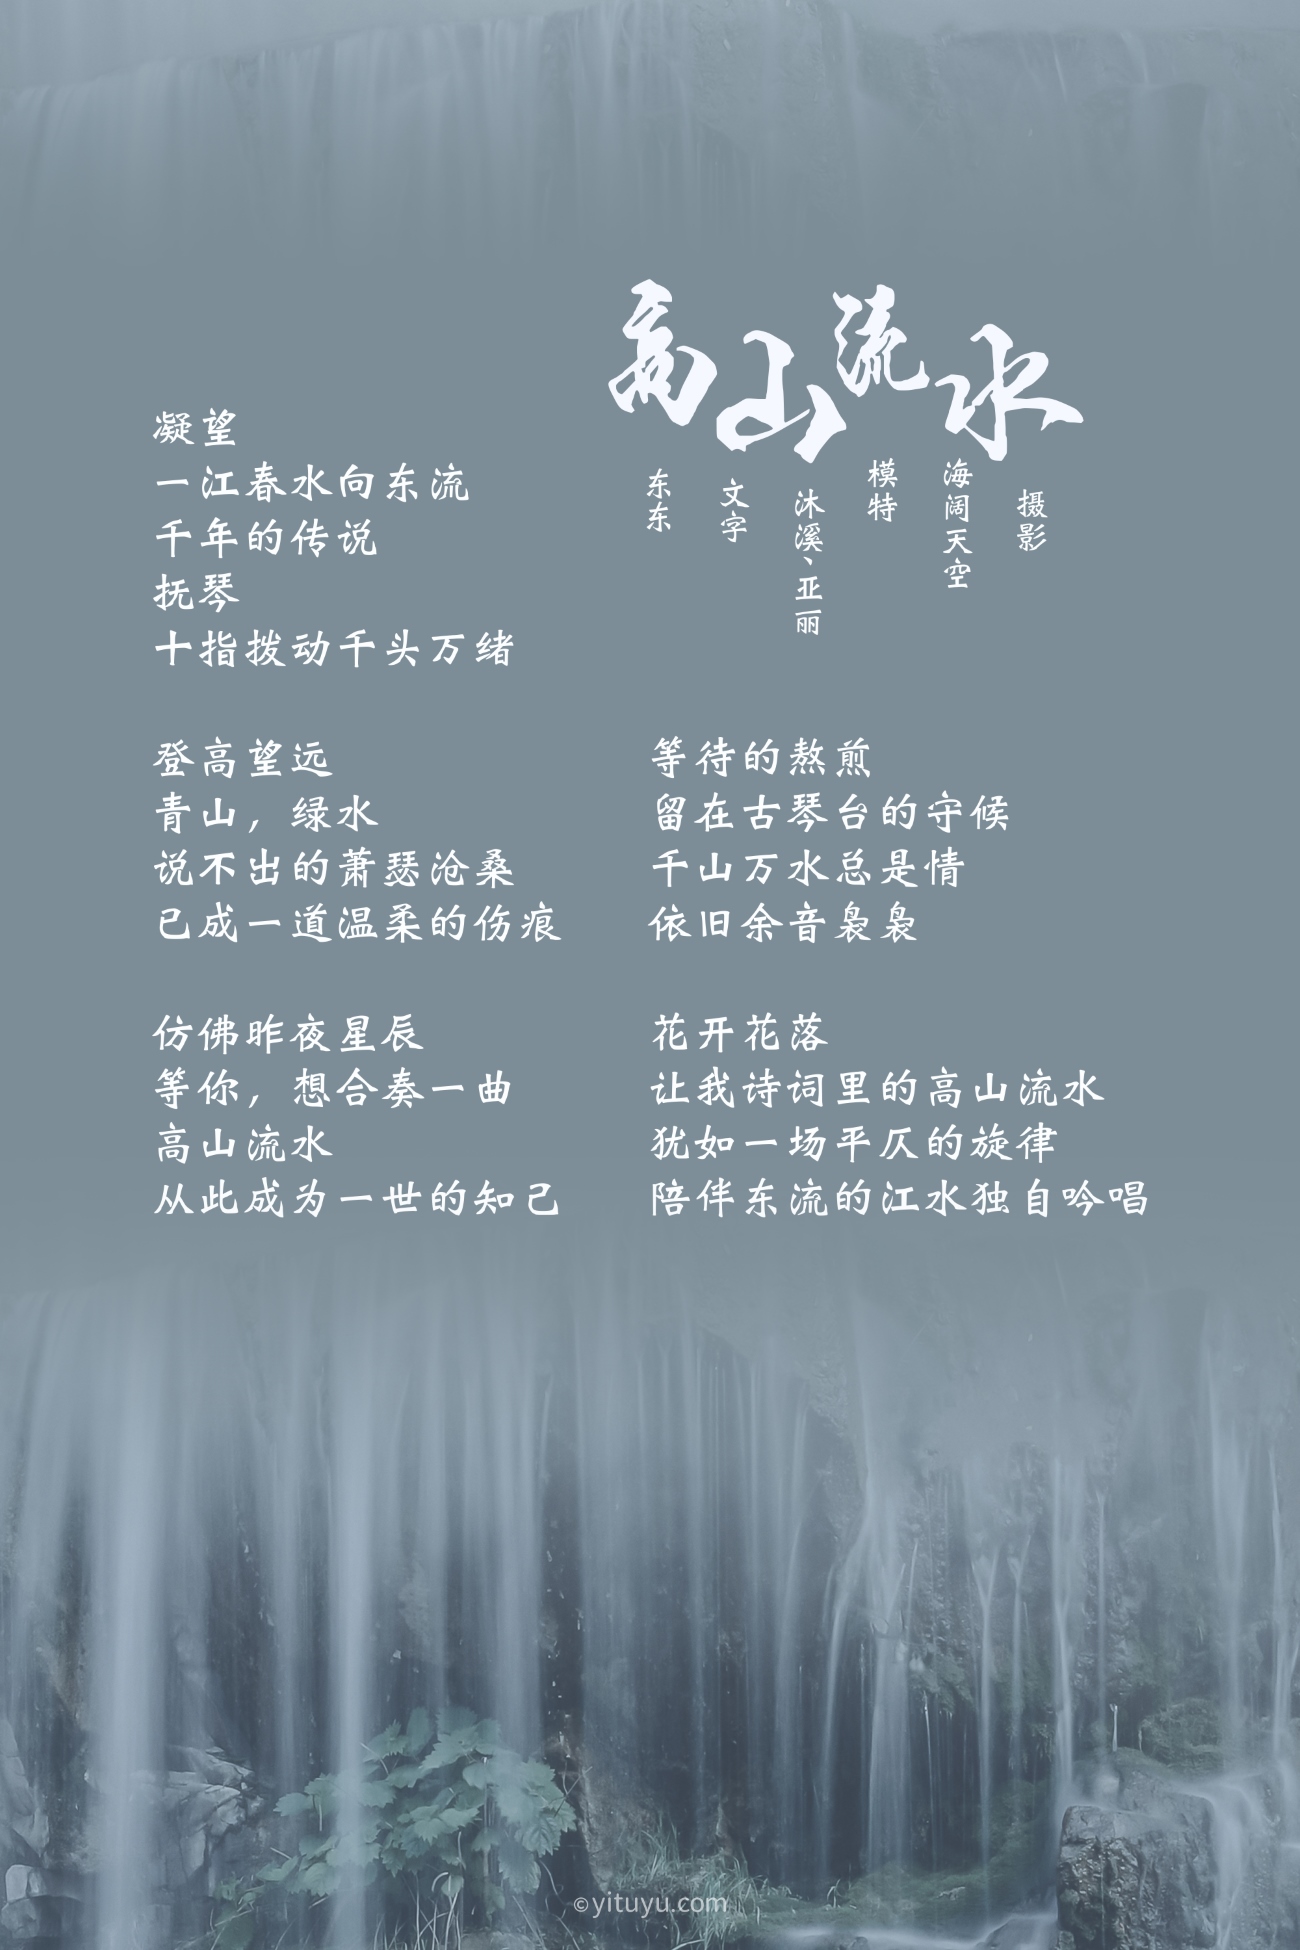 高山流水
摄影
海阔天空
模特
沐溪、亚丽
文字
东东
凝望
一江春水向东流
千年的传说
抚琴
十指拨动千头万绪
登高望远
青山，绿水
说不出的萧瑟沧桑
已成一道温柔的伤痕
仿佛昨夜星辰
等你，想合奏一曲
高山流水
从此成为一世的知己
等待的熬煎
留在古琴台的守候
千山万水总是情
依旧余音袅袅
花开花落
让我诗词里的高山流水
犹如一场平仄的旋律
陪伴东流的江水独自吟唱
©yituyu.com